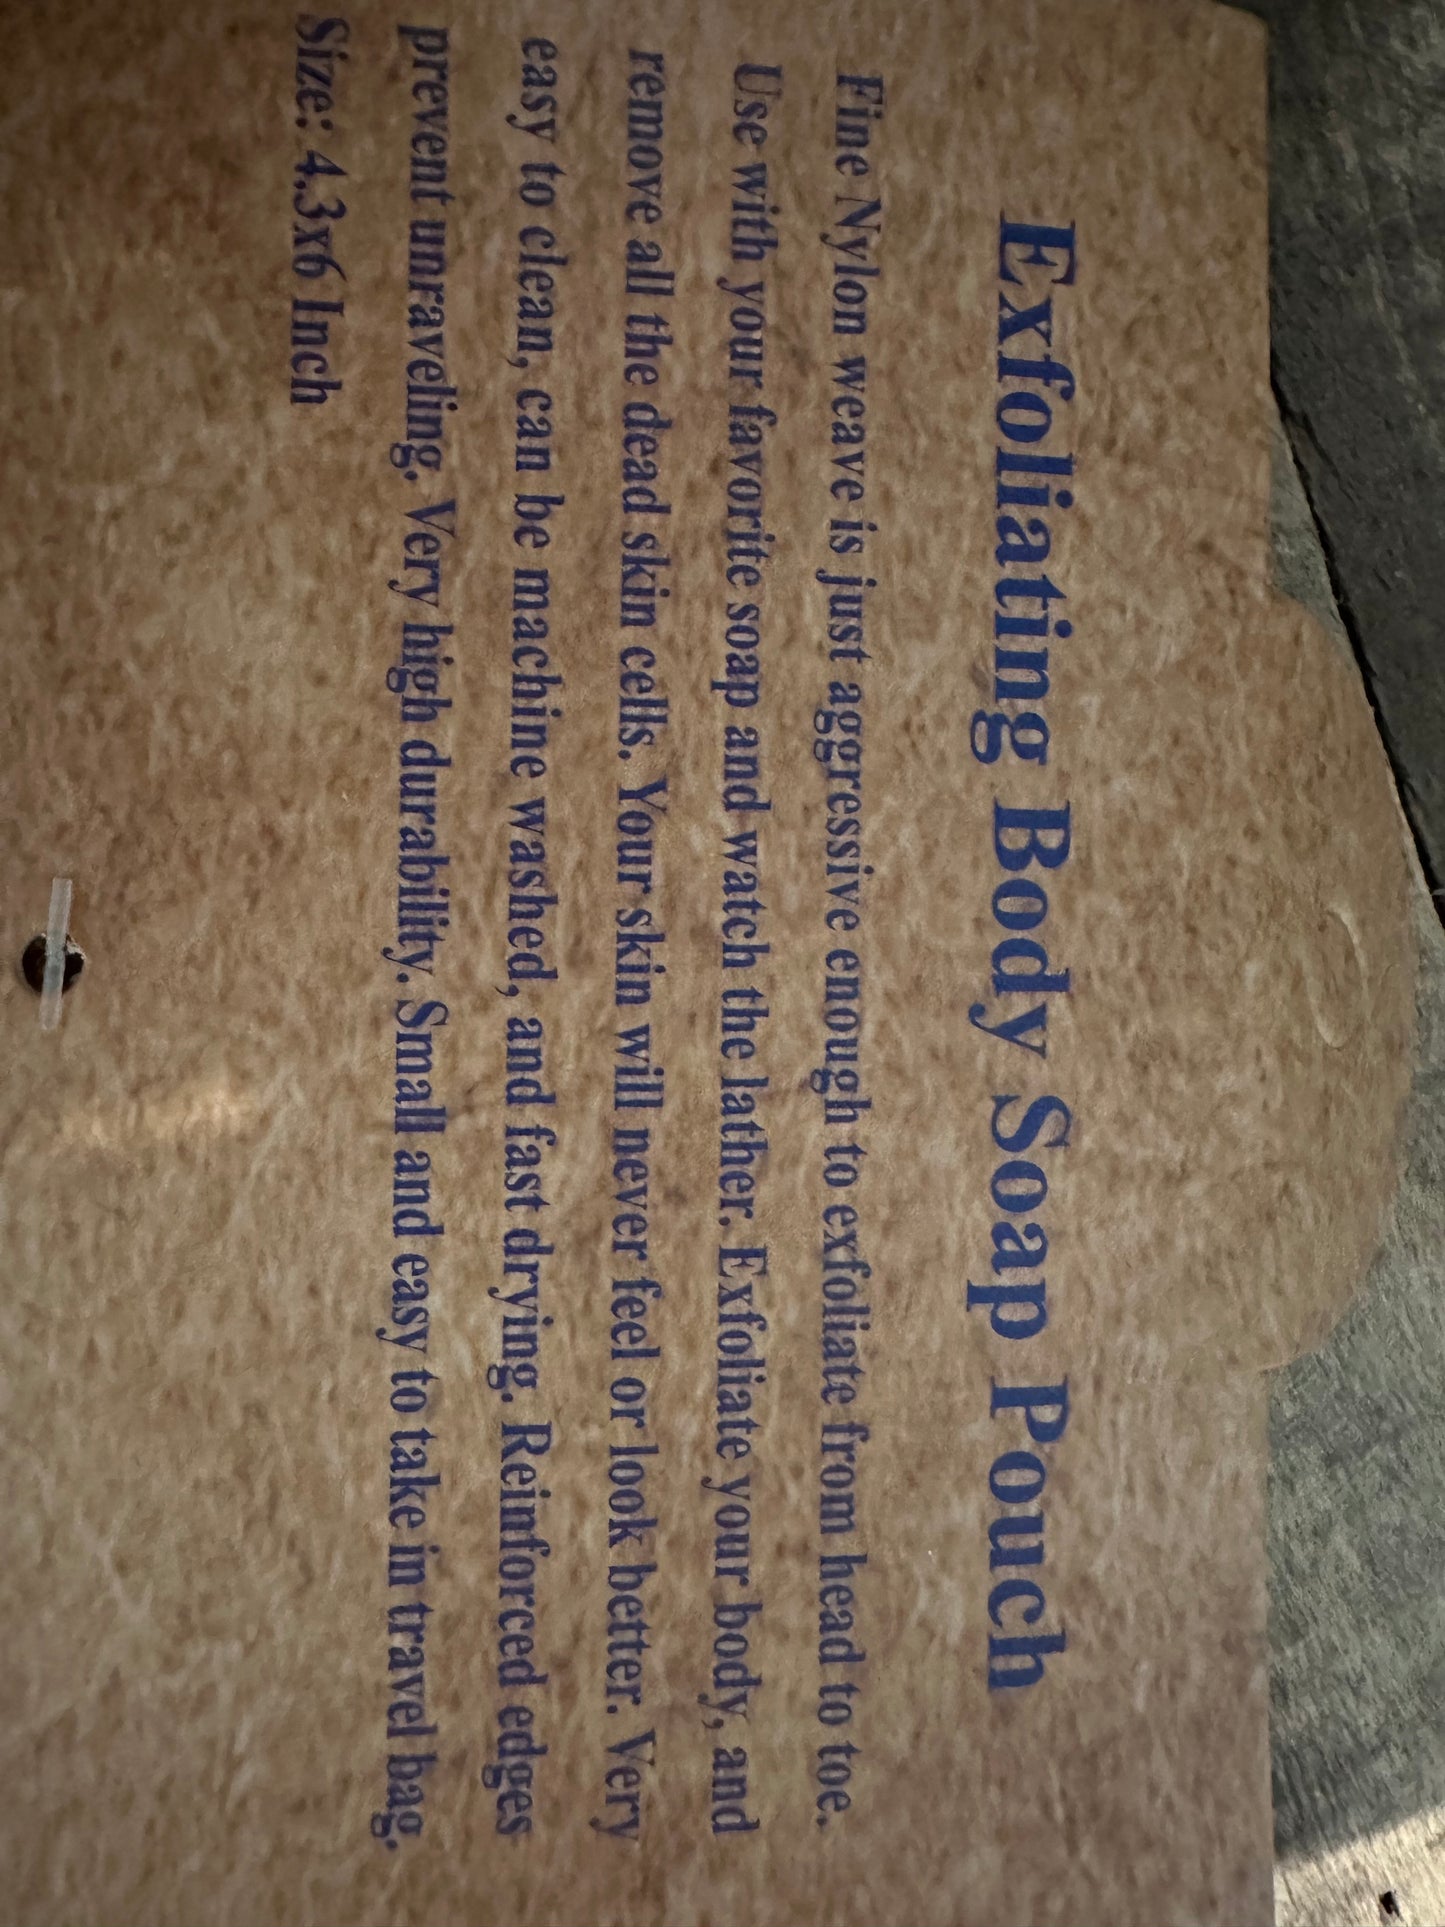 Exfoliating Body Soap Pouch
Fine Nylon weave is just aggressive enough to exfoliate from head to toe.
Use with your favorite soap and watch the lather. Exfoliate your body, and
remove all the dead skin cells. Your skin will never feel or look better. Very
easy to clean, can be machine washed, and fast drying. Reinforced edges
prevent unraveling. Very high durability. Small and easy to take in travel bag.
Size: 4.3x6 Inch